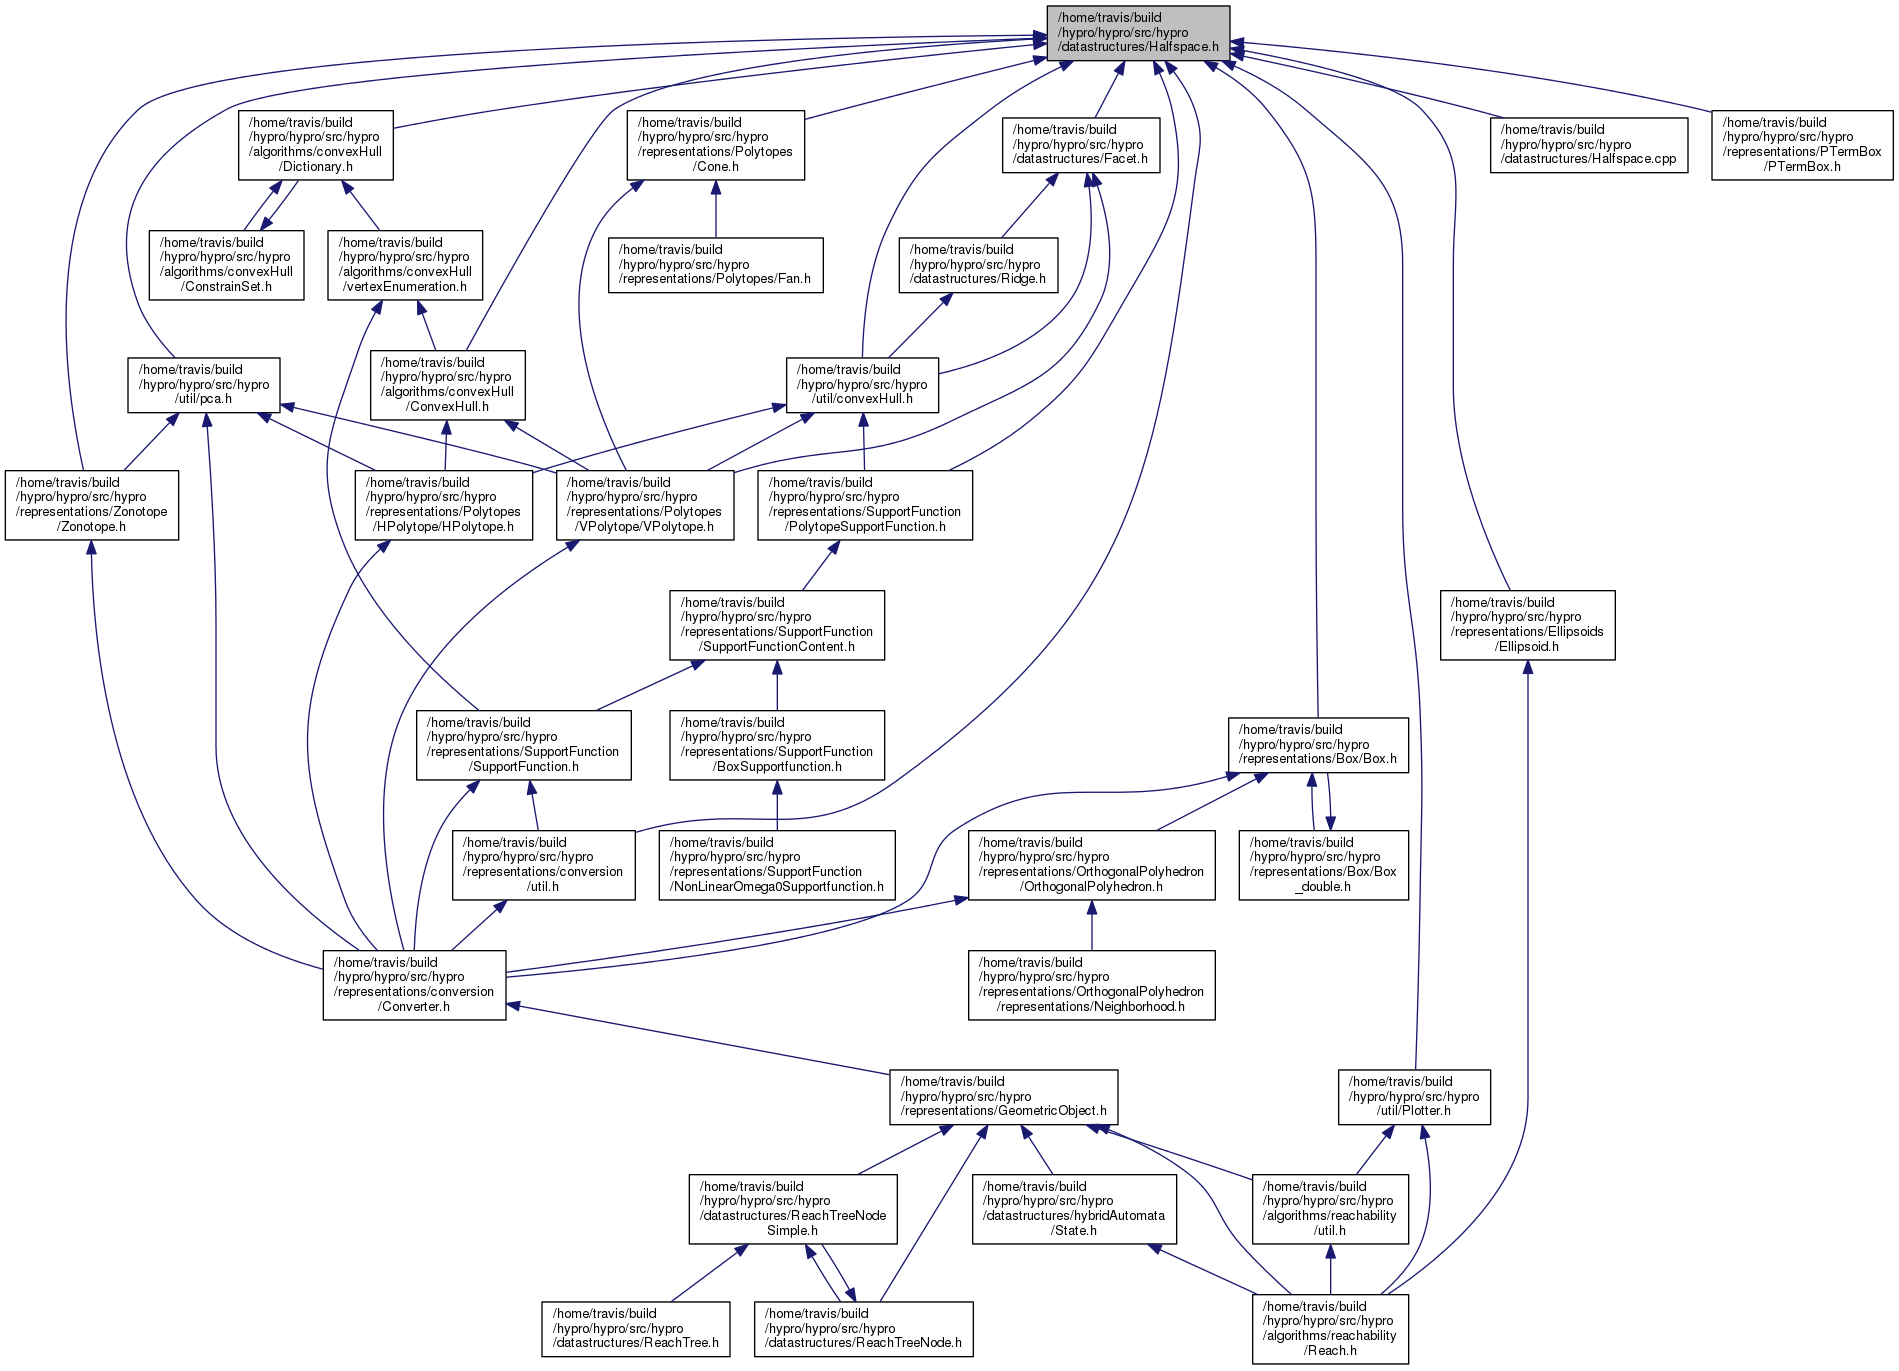 /home/travis/build
/hypro/hypro/src/hypro
/datastructures/Halfspace.h
/home/travis/build
/hypro/hypro/src/hypro
/algorithms/convexHull
/Dictionary.h
/home/travis/build
/hypro/hypro/src/hypro
/representations/Polytopes
/Cone.h
/home/travis/build
/hypro/hypro/src/hypro
/datastructures/Facet.h
/home/travis/build
/hypro/hypro/src/hypro
/datastructures/Halfspace.cpp
/home/travis/build
/hypro/hypro/src/hypro
/representations/PTermBox
/PTermBox.h
/home/travis/build
/hypro/hypro/src/hypro
/algorithms/convexHull
/ConstrainSet.h
/home/travis/build
/hypro/hypro/src/hypro
/algorithms/convexHull
/vertexEnumeration.h
/home/travis/build
/hypro/hypro/src/hypro
/representations/Polytopes/Fan.h
/home/travis/build
/hypro/hypro/src/hypro
/datastructures/Ridge.h
/home/travis/build
/hypro/hypro/src/hypro
/util/pca.h
/home/travis/build
/hypro/hypro/src/hypro
/algorithms/convexHull
/ConvexHull.h
/home/travis/build
/hypro/hypro/src/hypro
/util/convexHull.h
/home/travis/build
/hypro/hypro/src/hypro
/representations/Zonotope
/Zonotope.h
/home/travis/build
/hypro/hypro/src/hypro
/representations/Polytopes
/HPolytope/HPolytope.h
/home/travis/build
/hypro/hypro/src/hypro
/representations/Polytopes
/VPolytope/VPolytope.h
/home/travis/build
/hypro/hypro/src/hypro
/representations/SupportFunction
/PolytopeSupportFunction.h
/home/travis/build
/hypro/hypro/src/hypro
/representations/SupportFunction
/SupportFunctionContent.h
/home/travis/build
/hypro/hypro/src/hypro
/representations/Ellipsoids
/Ellipsoid.h
/home/travis/build
/hypro/hypro/src/hypro
/representations/SupportFunction
/SupportFunction.h
/home/travis/build
/hypro/hypro/src/hypro
/representations/SupportFunction
/BoxSupportfunction.h
/home/travis/build
/hypro/hypro/src/hypro
/representations/Box/Box.h
/home/travis/build
/hypro/hypro/src/hypro
/representations/conversion
/util.h
/home/travis/build
/hypro/hypro/src/hypro
/representations/SupportFunction
/NonLinearOmega0Supportfunction.h
/home/travis/build
/hypro/hypro/src/hypro
/representations/OrthogonalPolyhedron
/OrthogonalPolyhedron.h
/home/travis/build
/hypro/hypro/src/hypro
/representations/Box/Box
_double.h
/home/travis/build
/hypro/hypro/src/hypro
/representations/conversion
/Converter.h
/home/travis/build
/hypro/hypro/src/hypro
/representations/OrthogonalPolyhedron
/representations/Neighborhood.h
/home/travis/build
/hypro/hypro/src/hypro
/representations/GeometricObject.h
/home/travis/build
/hypro/hypro/src/hypro
/util/Plotter.h
/home/travis/build
/hypro/hypro/src/hypro
/datastructures/ReachTreeNode
Simple.h
/home/travis/build
/hypro/hypro/src/hypro
/datastructures/hybridAutomata
/State.h
/home/travis/build
/hypro/hypro/src/hypro
/algorithms/reachability
/util.h
/home/travis/build
/hypro/hypro/src/hypro
/datastructures/ReachTree.h
/home/travis/build
/hypro/hypro/src/hypro
/datastructures/ReachTreeNode.h
/home/travis/build
/hypro/hypro/src/hypro
/algorithms/reachability
/Reach.h